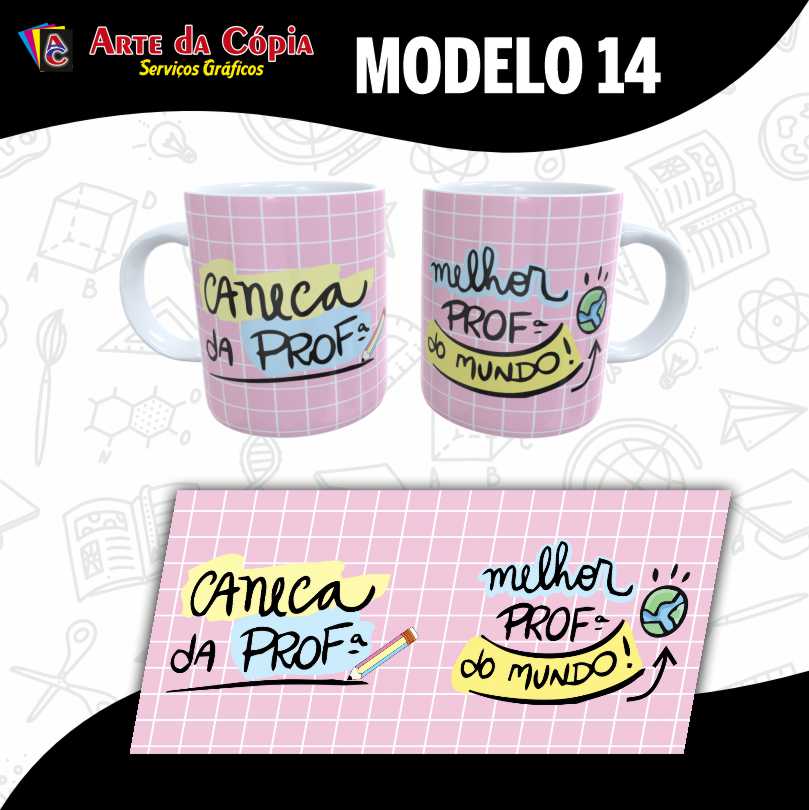 AC
ARTE DA CÓPIA
Serviços Gráficos
MODELO 14
A
B
CANECA
DA PROFª
melhor
PROFª
do MUNDO!
CANECA
DA PROFª
melhor
PROFª
do MUNDO!